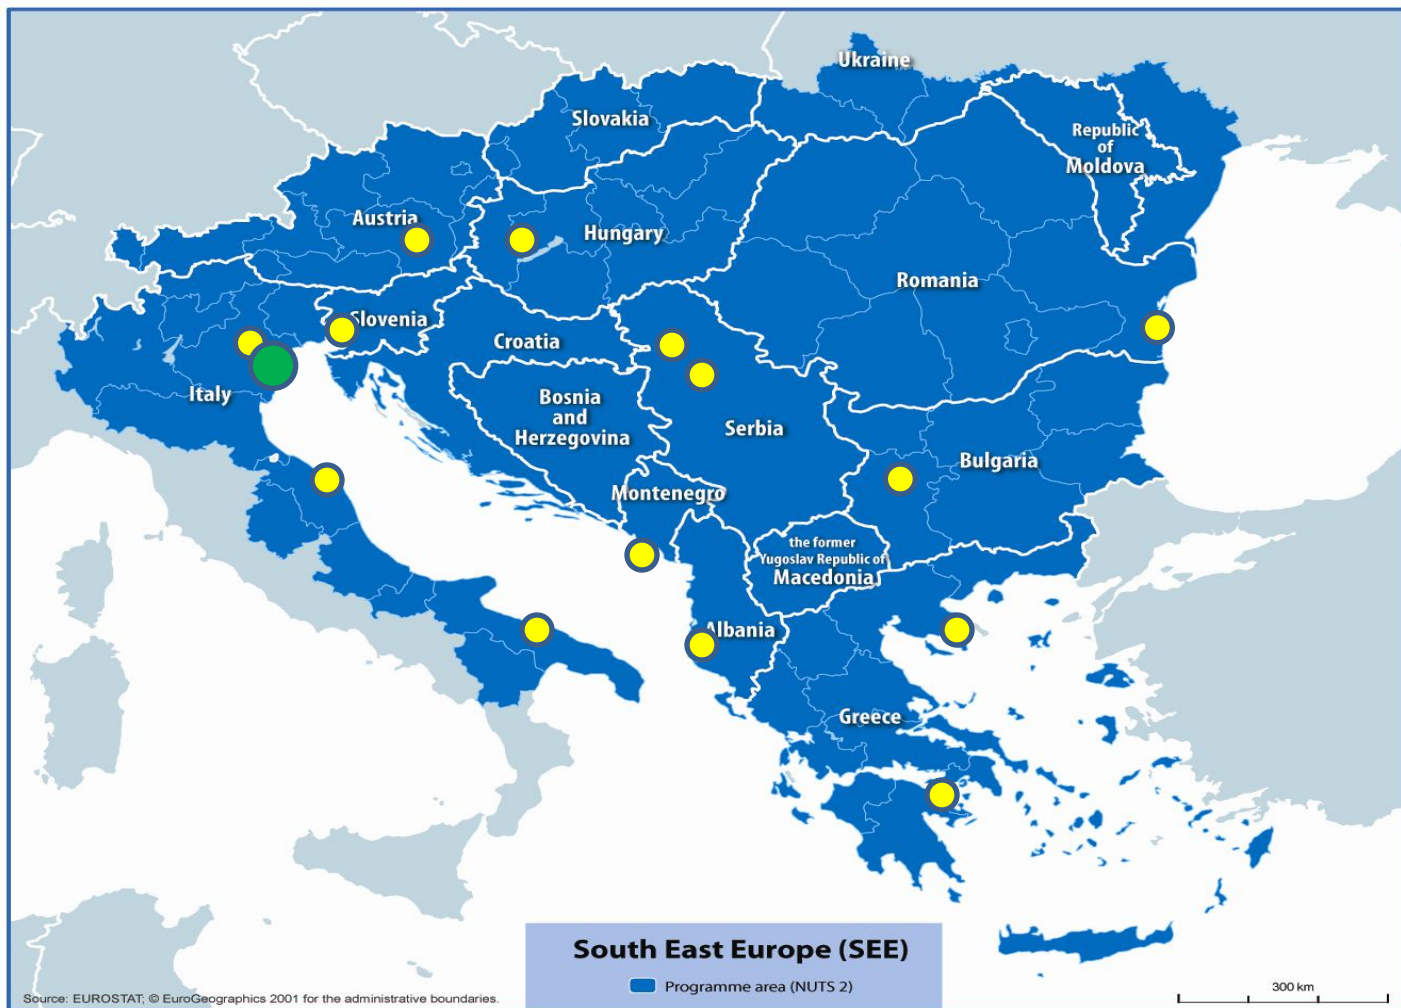 Ukraine
Slovakia
Republic
of
Moldova
Austria
Hungary
Romania
Slovenia
Croatia
Italy
Bosnia
and
Herzegovina
Serbia
Bulgaria
Montenegro
the former
Yugoslav Republic of
Macedonia
Albania
Greece
South East Europe (SEE)
Programme area (NUTS 2)
300 km
Source: EUROSTAT; © EuroGeographics 2001 for the administrative boundaries.